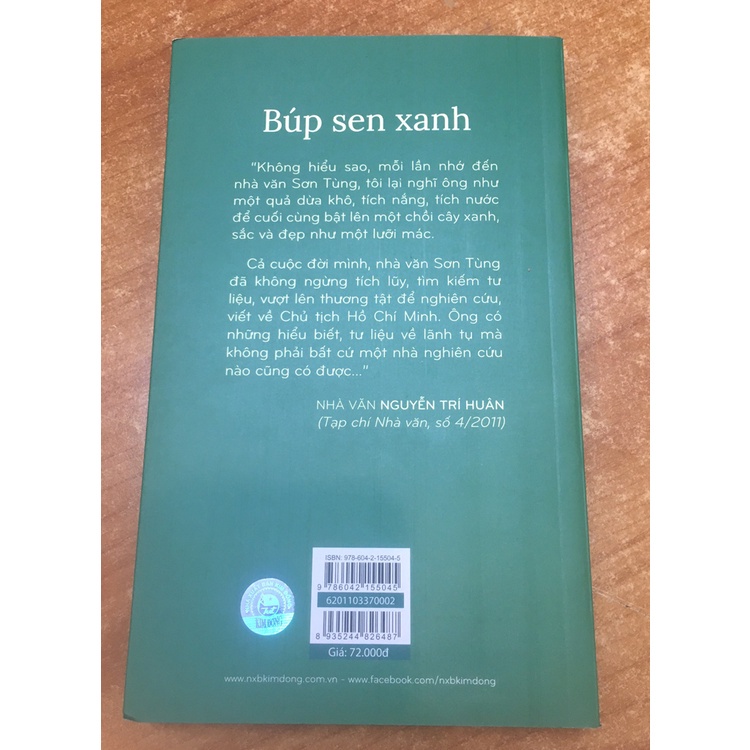 Búp sen xanh
“Không hiểu sao, mỗi lần nhớ đến
nhà văn Sơn Tùng, tôi lại nghĩ ông như
một quả dừa khô, tích nắng, tích nước
để cuối cùng bật lên một chồi cây xanh,
sắc và đẹp như một lưỡi mác.
Cả cuộc đời mình, nhà văn Sơn Tùng
đã không ngừng tích lũy, tìm kiếm tư
liệu, vượt lên thương tật để nghiên cứu,
viết về Chủ tịch Hồ Chí Minh. Ông có
những hiểu biết, tư liệu về lãnh tụ mà
không phải bất cứ một nhà nghiên cứu
nào cũng có được...”
NHÀ VĂN NGUYỄN TRÍ HUÂN
(Tạp chí Nhà văn, số 4/2011)
ISBN: 978-604-2-15504-5
9 786042 155045
6201103370002
8 935244 826487
Giá: 72.000đ
KIM ĐỒNG
www.nxbkimdong.com.vn - www.facebook.com/nxbkimdong